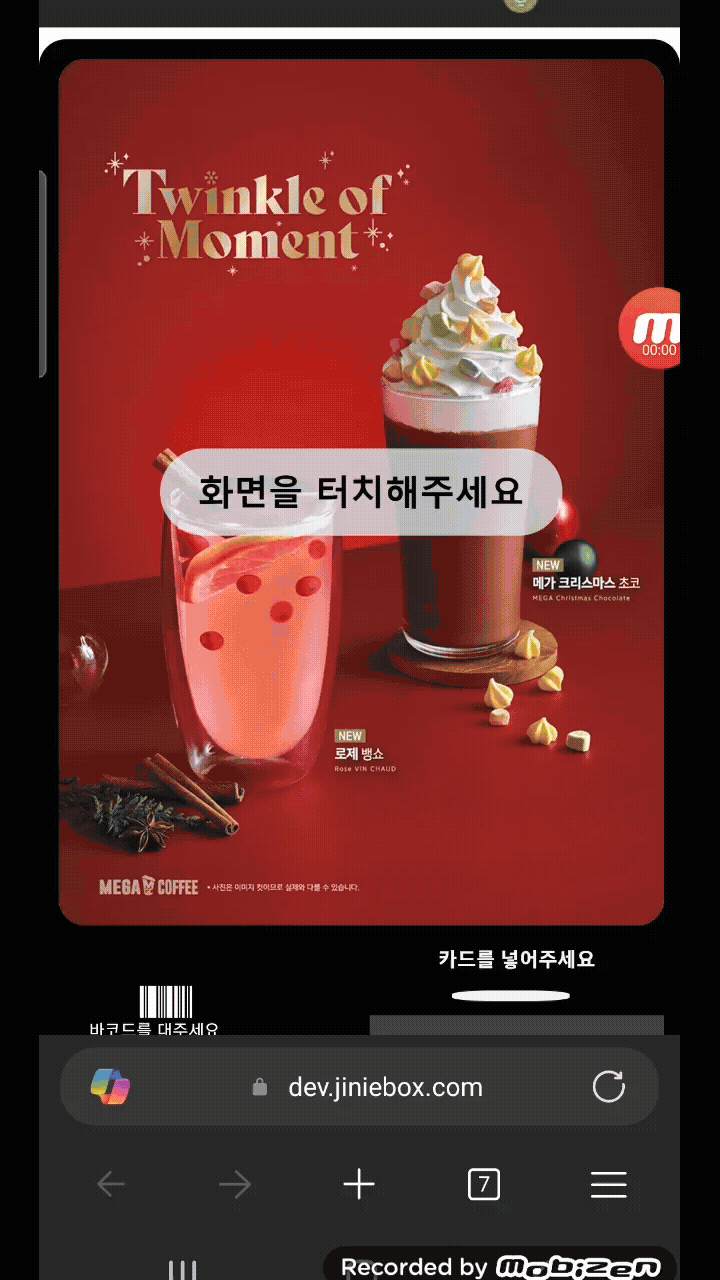 Twinkle of
Moment
00:00
화면을 터치해주세요
NEW
메가 크리스마스 초코
MEGA Christmas Chocolate
NEW
로제 뱅쇼
Rose VIN CHAUD
MEGA COFFEE • 사진은 이미지 컷이므로 실제와 다를 수 있습니다.
카드를 넣어주세요
바코드를 대주세요
dev.jiniebox.com
7
Recorded by mobizen